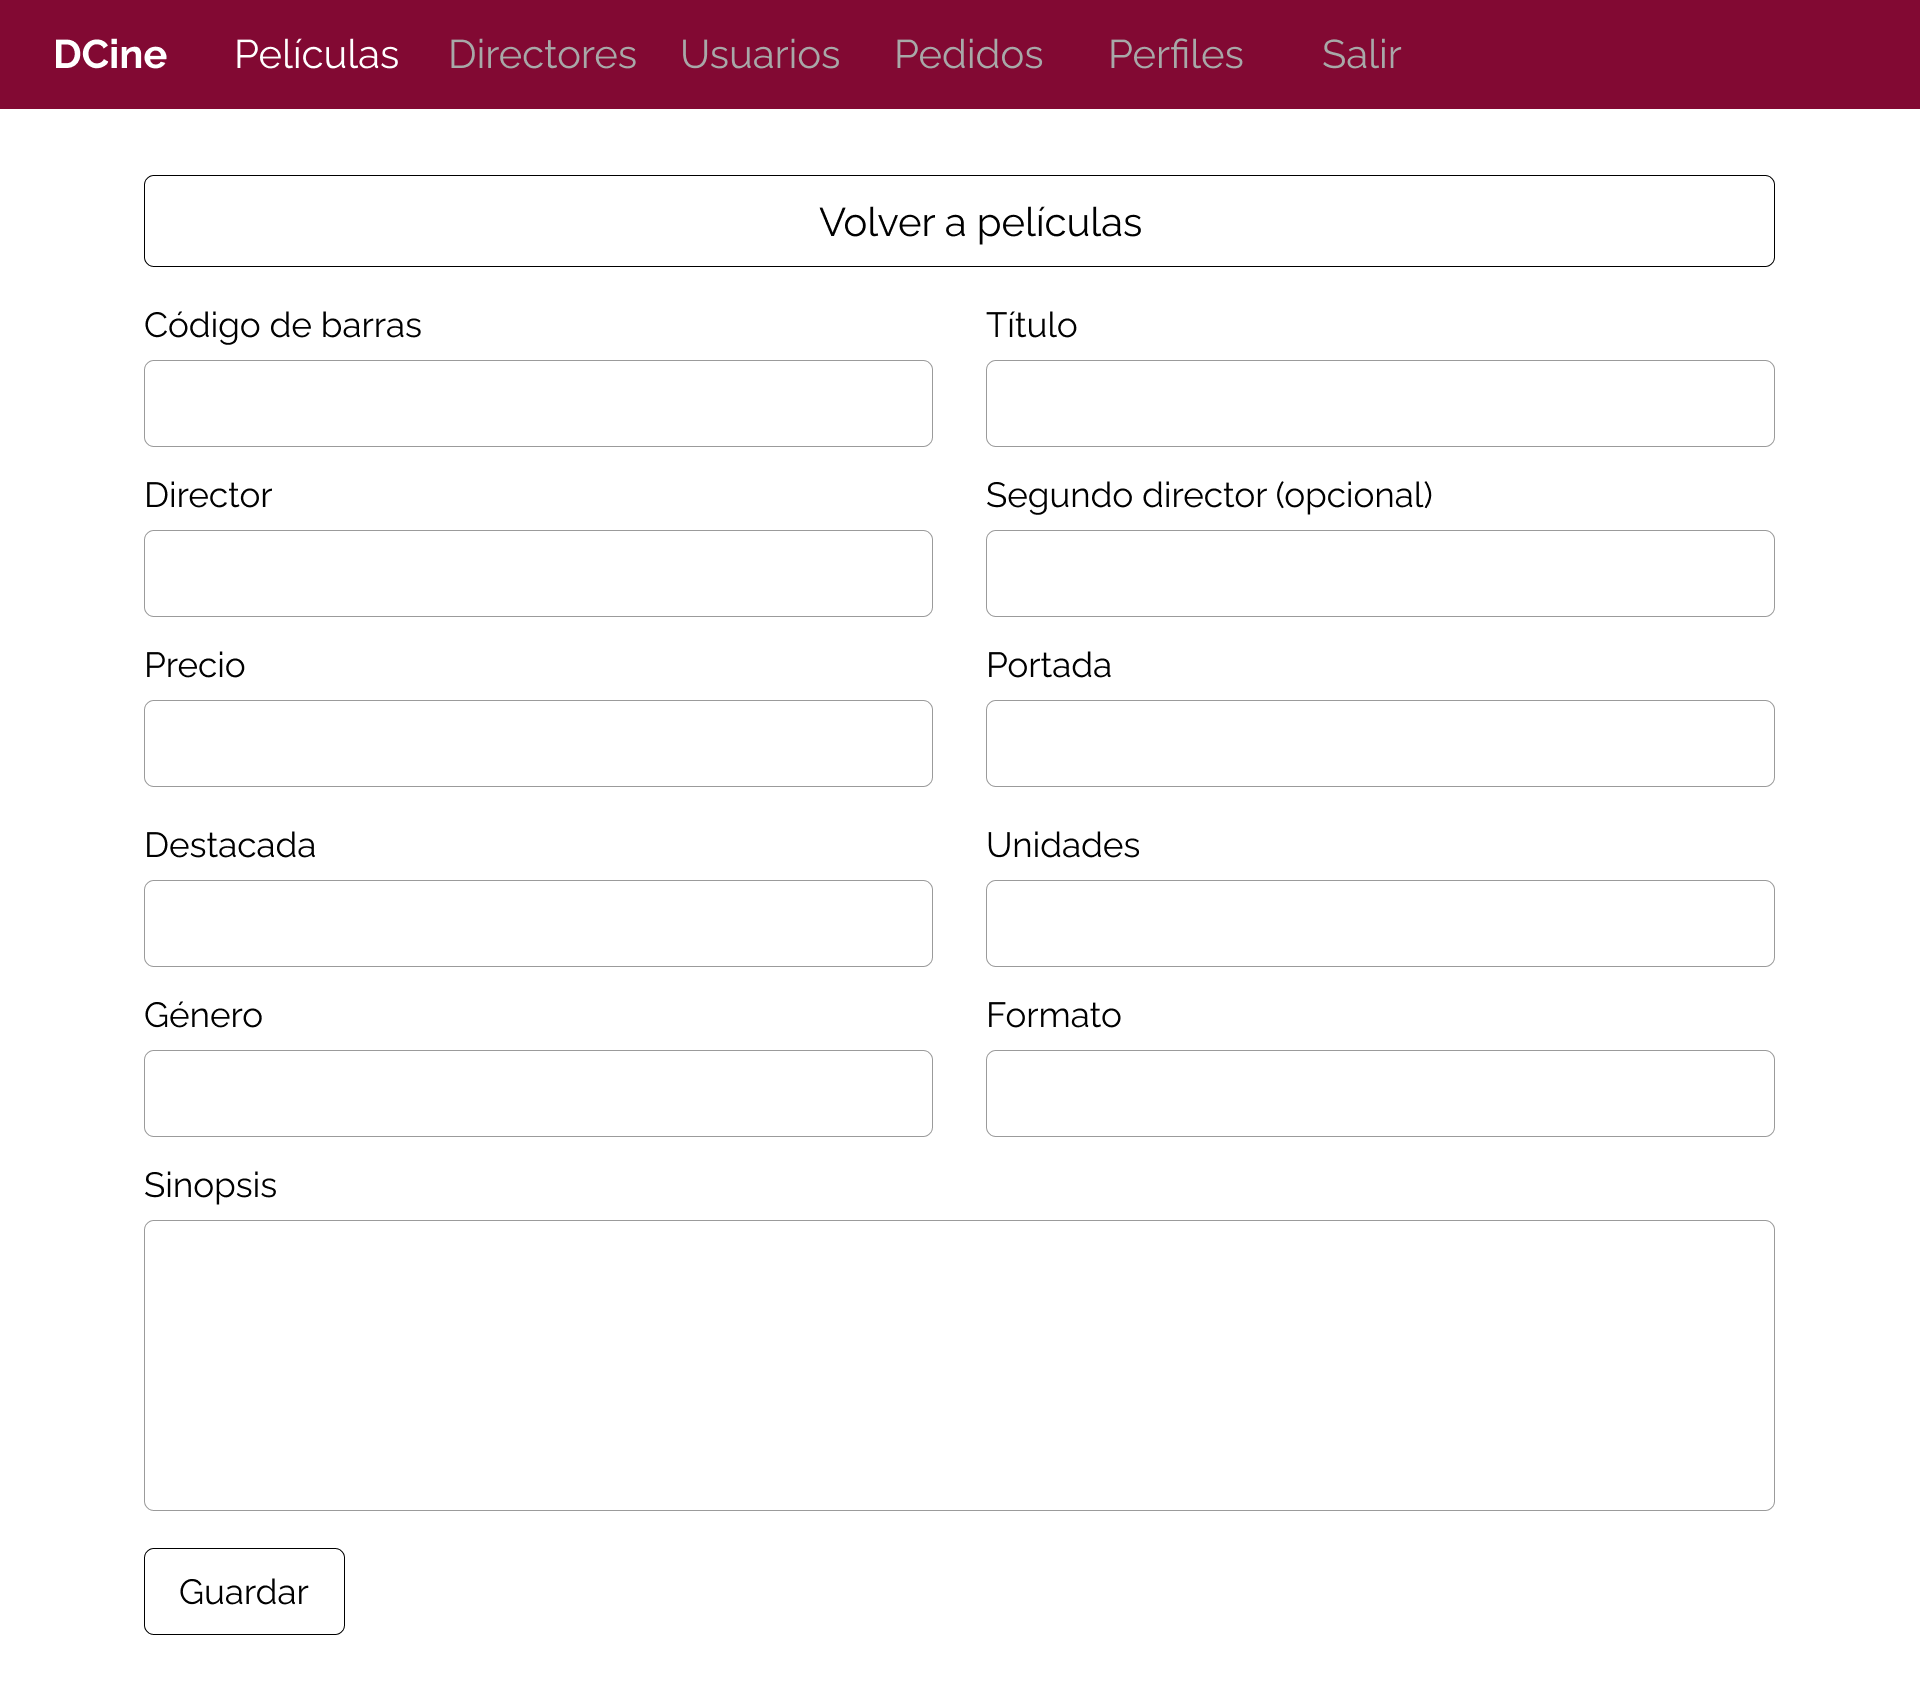 DCine Películas Directores Usuarios Pedidos Perfiles Salir
Volver a películas
Código de barras Título
Director Segundo director (opcional)
Precio Portada
Destacada Unidades
Género Formato
Sinopsis
Guardar